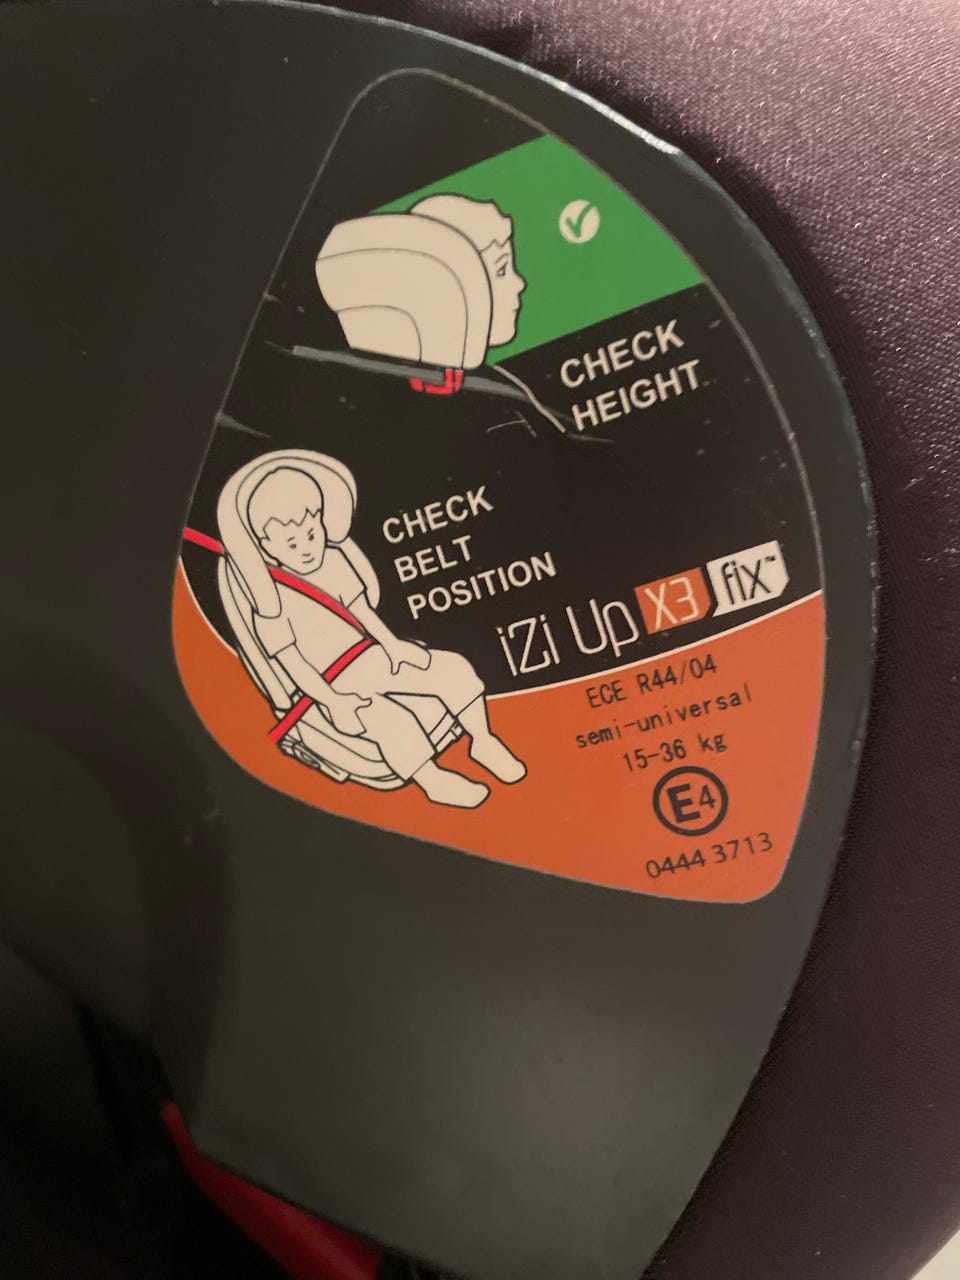 CHECK
HEIGHT
CHECK
BELT
POSITION
iZi Up X3 fix™
ECE R44/04
semi-universal
15-36 kg
E4
0444 3713